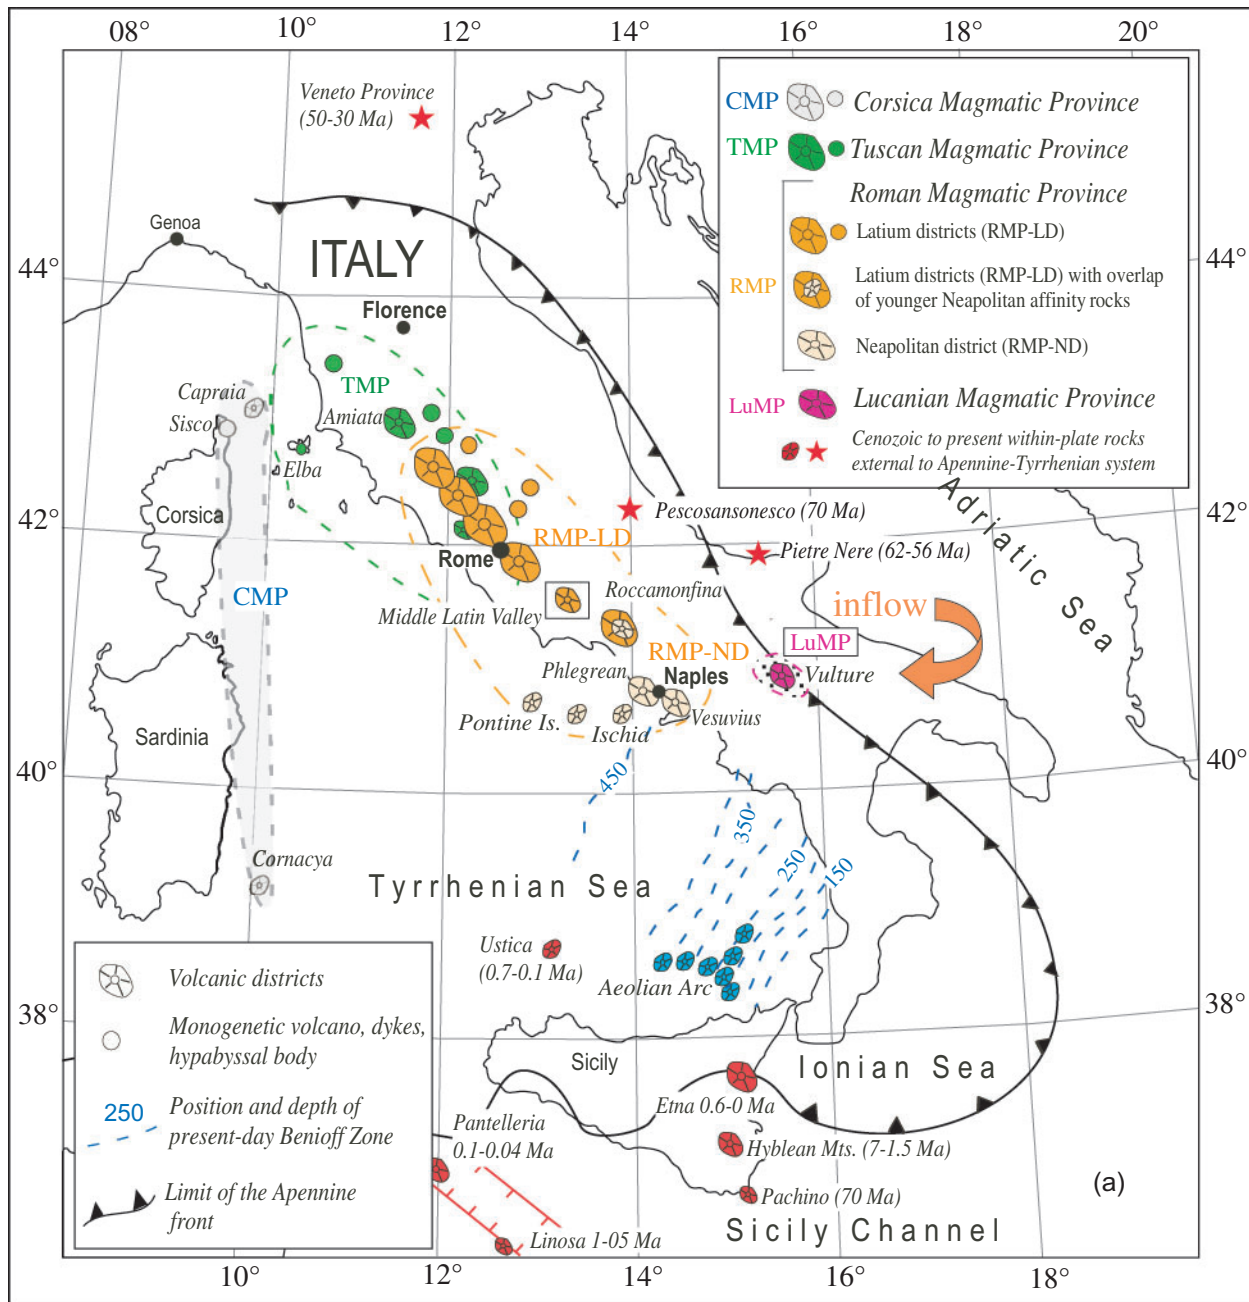 08°
10°
12°
14°
16°
18°
20°
Veneto Province
(50-30 Ma)
CMP
Corsica Magmatic Province
TMP
Tuscan Magmatic Province
Roman Magmatic Province
Latium districts (RMP-LD)
RMP
Latium districts (RMP-LD) with overlap
of younger Neapolitan affinity rocks
Neapolitan district (RMP-ND)
LuMP
Lucanian Magmatic Province
Cenozoic to present within-plate rocks
external to Apennine-Tyrrhenian system
Genoa
ITALY
44°
44°
Florence
TMP
Capraia
Sisco
Amiata
Elba
Corsica
Adriatic Sea
42°
42°
Pescosansonesco (70 Ma)
RMP-LD
Rome
Pietre Nere (62-56 Ma)
CMP
Middle Latin Valley
Roccamonfina
inflow
RMP-ND
LuMP
Phlegrean
Naples
Vulture
Pontine Is.
Ischia
Vesuvius
Sardinia
40°
40°
450
350
250
150
Cornacya
Tyrrhenian Sea
Ustica
(0.7-0.1 Ma)
Aeolian Arc
Volcanic districts
Monogenetic volcano, dykes,
hypabyssal body
250
Position and depth of
present-day Benioff Zone
Limit of the Apennine
front
38°
38°
Sicily
Ionian Sea
Etna 0.6-0 Ma
Pantelleria
0.1-0.04 Ma
Hyblean Mts. (7-1.5 Ma)
Pachino (70 Ma)
(a)
Linosa 1-05 Ma
Sicily Channel
10°
12°
14°
16°
18°